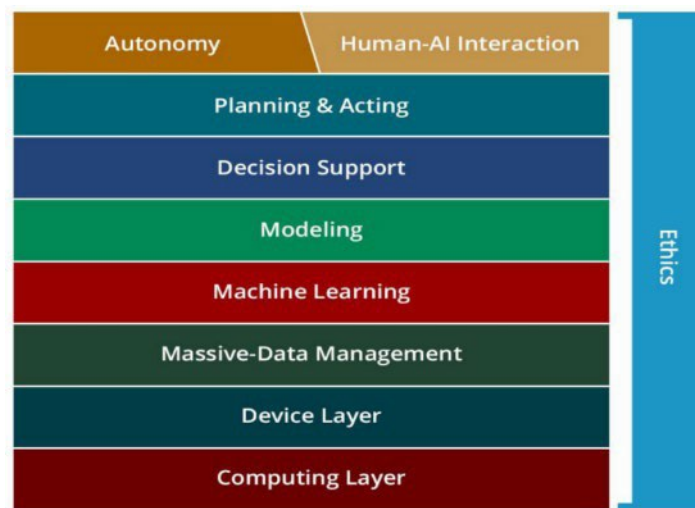 Autonomy
Human-AI Interaction
Planning & Acting
Decision Support
Modeling
Machine Learning
Massive-Data Management
Device Layer
Computing Layer
Ethics